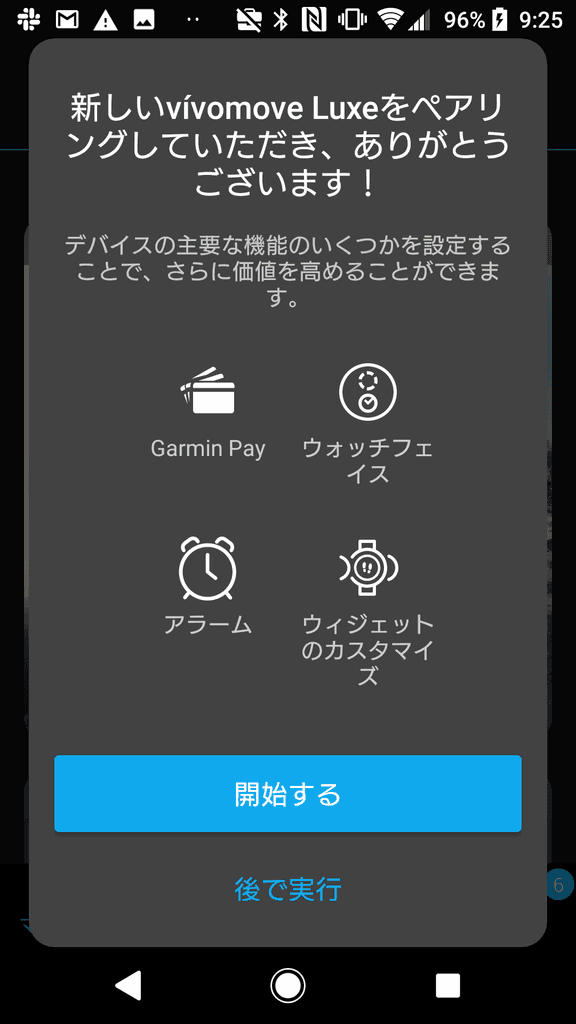 96% 9:25
新しいvívomove Luxeをペアリ
ングしていただき、ありがとう
ございます！
デバイスの主要な機能のいくつかを設定する
ことで、さらに価値を高めることができま
す。
Garmin Pay
ウォッチフェ
イス
アラーム
ウィジェット
のカスタマイ
ズ
開始する
後で実行
6